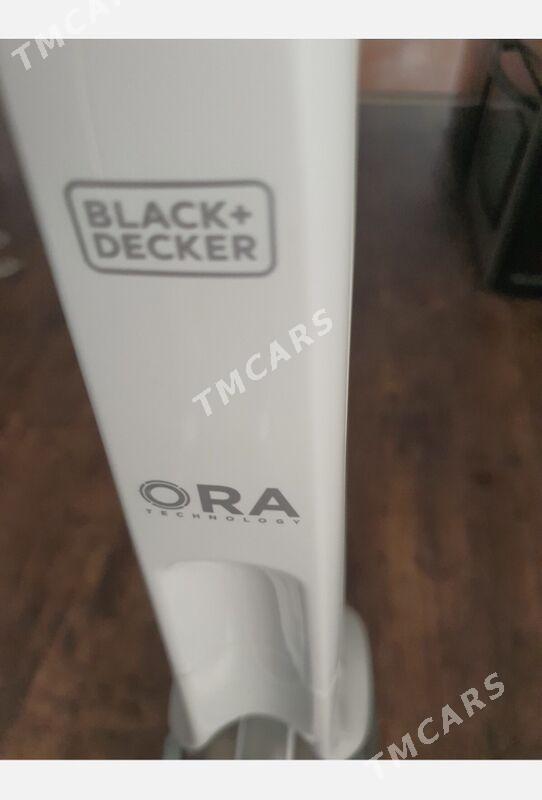 TMCARS
BLACK+
DECKER
TMCARS
ORA
TECHNOLOGY
TMCARS